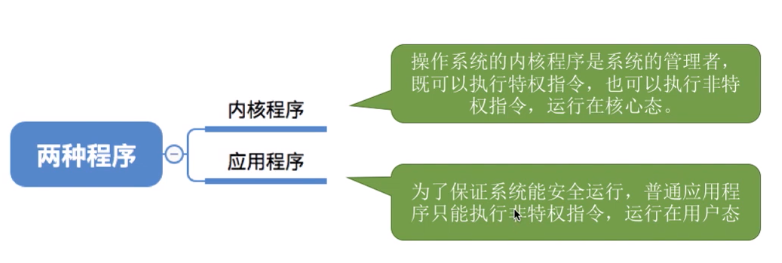 操作系统的内核程序是系统的管理者，
既可以执行特权指令，也可以执行非特
权指令，运行在核心态。
内核程序
两种程序
应用程序
为了保证系统能安全运行，普通应用程
序只能执行非特权指令，运行在用户态